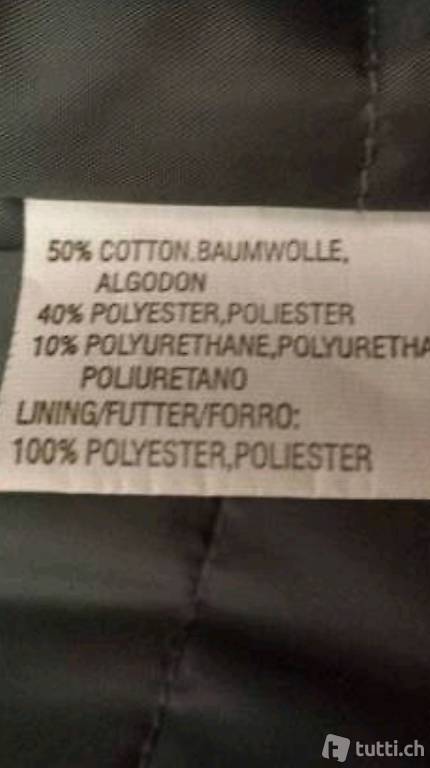 50% COTTON.BAUMWOLLE,
ALGODON
40% POLYESTER,POLIESTER
10% POLYURETHANE,POLYURETHA
POLIURETANO
LINING/FUTTER/FORRO:
100% POLYESTER,POLIESTER
tutti.ch